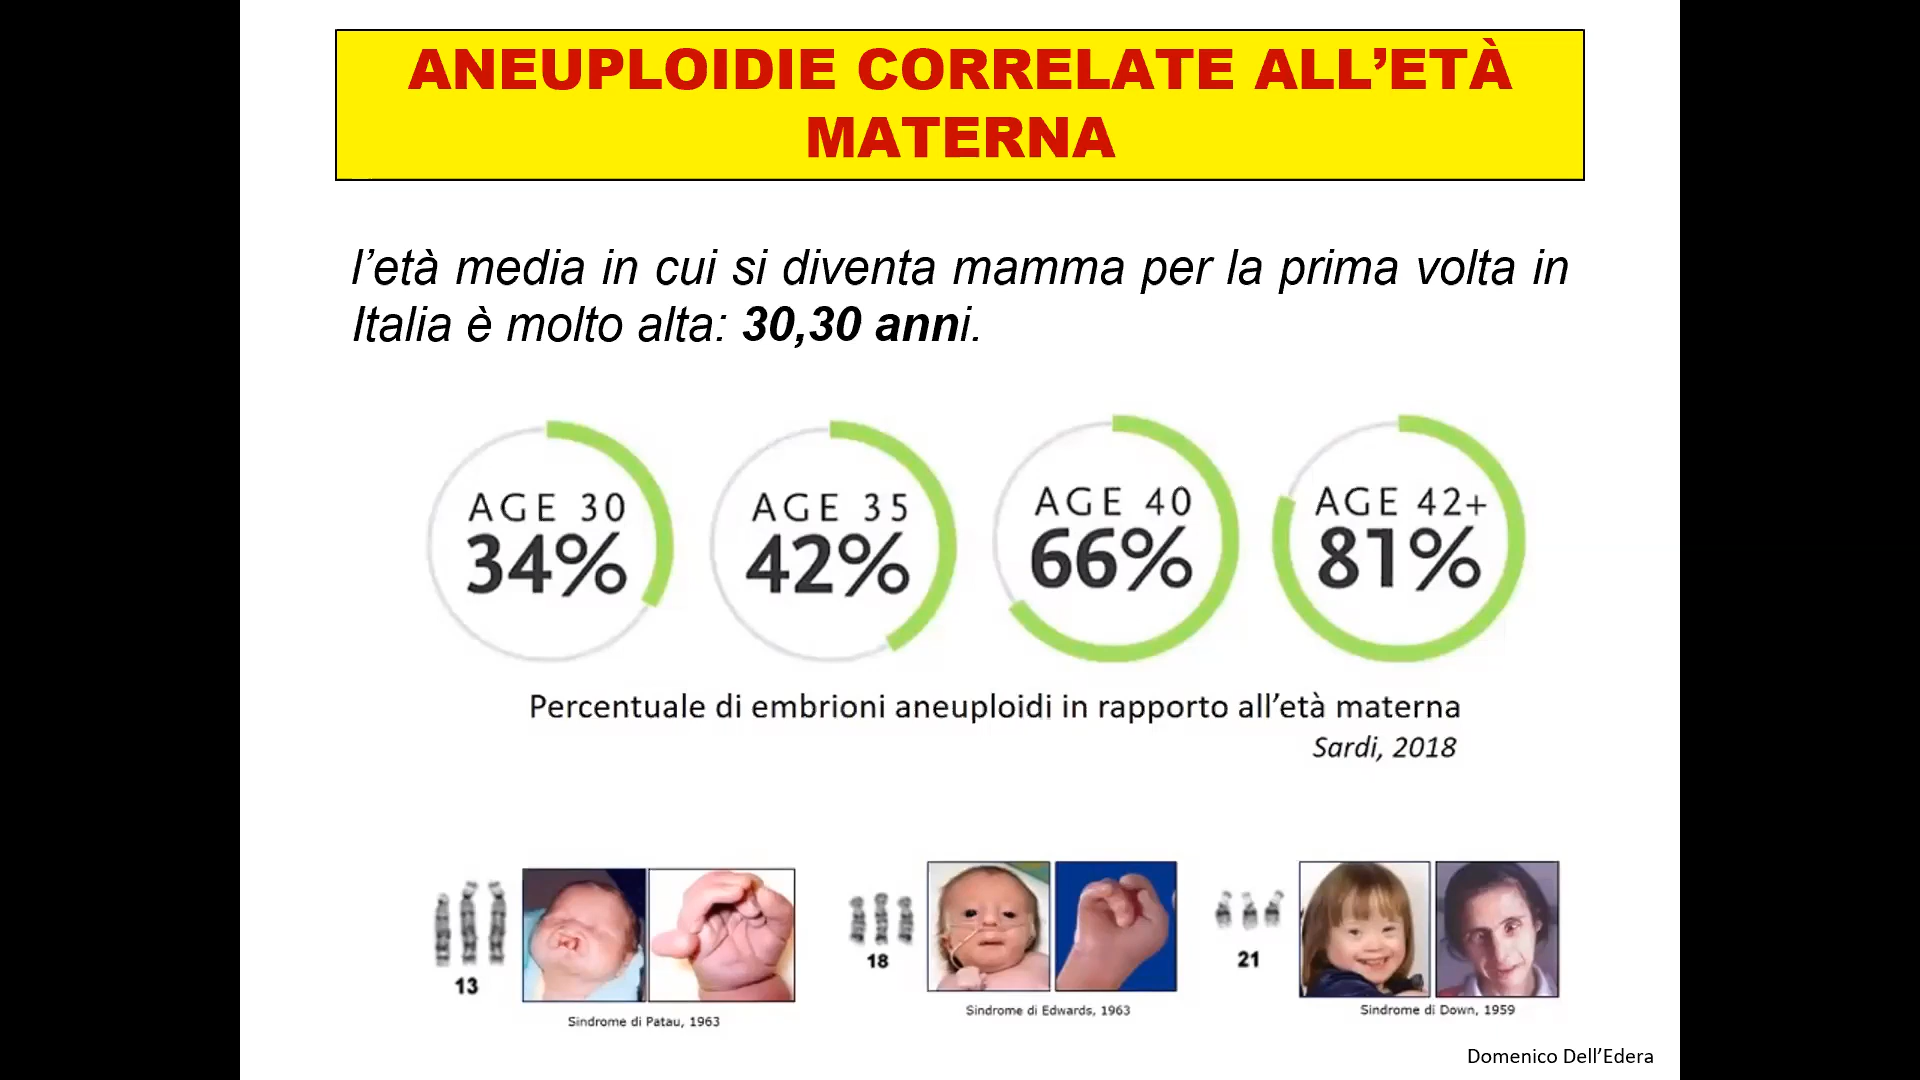 ANEUPLOIDIE CORRELATE ALL’ETÀ
MATERNA
l’età media in cui si diventa mamma per la prima volta in
Italia è molto alta: 30,30 anni.
AGE 30
34%
AGE 35
42%
AGE 40
66%
AGE 42+
81%
Percentuale di embrioni aneuploidi in rapporto all’età materna
Sardi, 2018
13
Sindrome di Patau, 1963
18
Sindrome di Edwards, 1963
21
Sindrome di Down, 1959
Domenico Dell’Edera